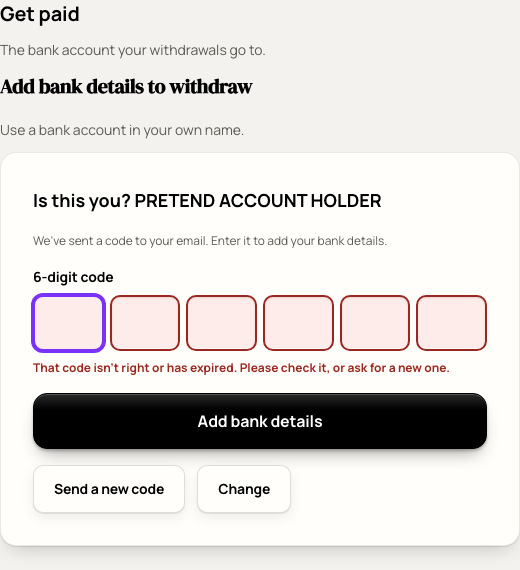 Get paid
The bank account your withdrawals go to.
Add bank details to withdraw
Use a bank account in your own name.
Is this you? PRETEND ACCOUNT HOLDER
We've sent a code to your email. Enter it to add your bank details.
6-digit code
That code isn't right or has expired. Please check it, or ask for a new one.
Add bank details
Send a new code
Change